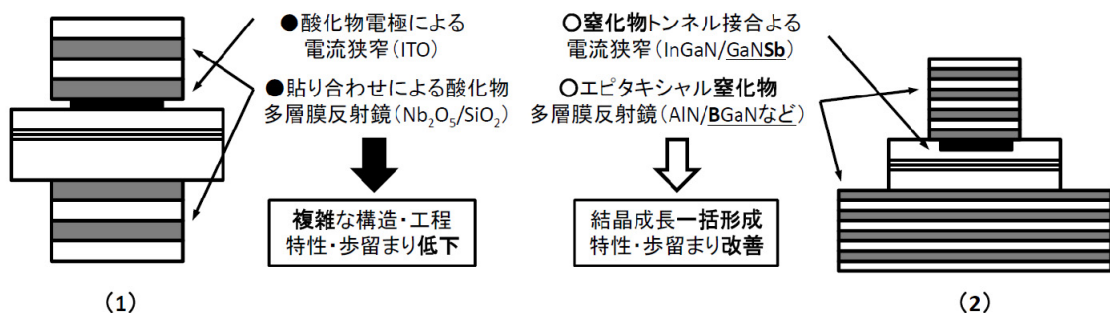 ●酸化物電極による
電流狭窄(ITO)
●貼り合わせによる酸化物
多層膜反射鏡(Nb₂O₅/SiO₂)
複雑な構造・工程
特性・歩留まり低下
(1)
○窒化物トンネル接合よる
電流狭窄(InGaN/GaNSb)
○エピタキシャル窒化物
多層膜反射鏡(AlN/BGaNなど)
結晶成長一括形成
特性・歩留まり改善
(2)